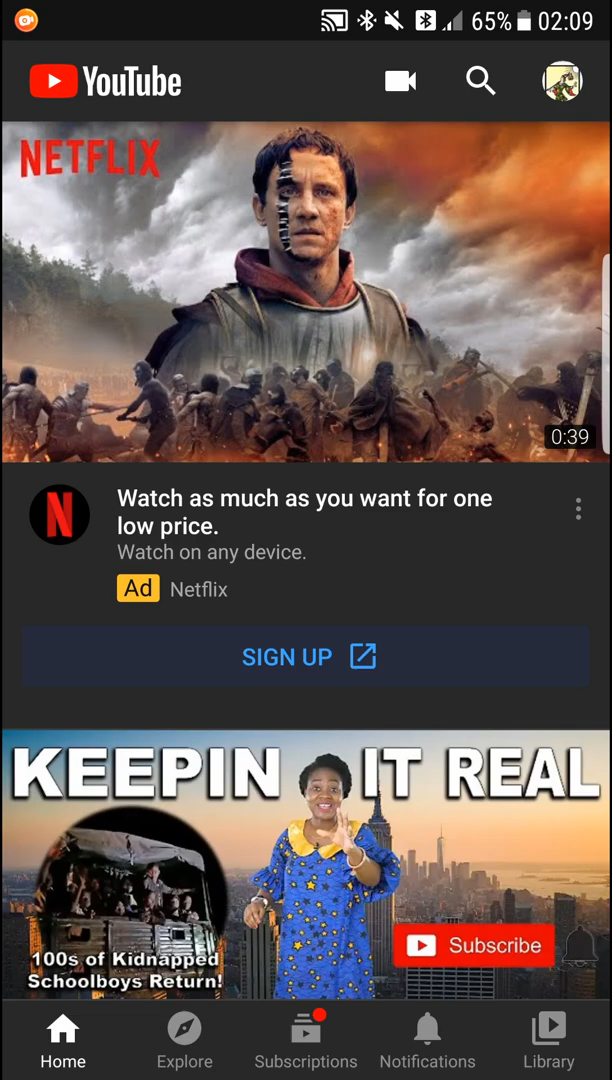 65% 02:09
YouTube
NETFLIX
0:39
N
Watch as much as you want for one
low price.
Watch on any device.
Ad Netflix
SIGN UP
KEEPIN IT REAL
Subscribe
100s of Kidnapped
Schoolboys Return!
Home Explore Subscriptions Notifications Library